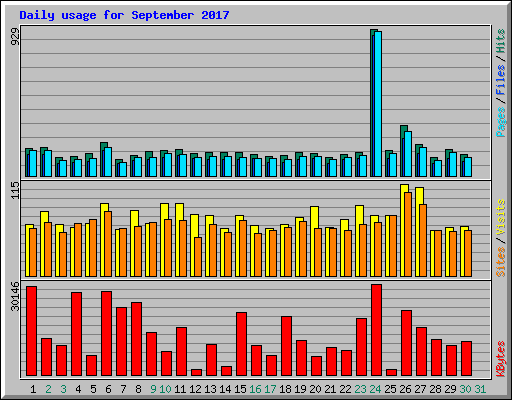 Daily usage for September 2017
929
Pages / Files / Hits
115
Sites / Visits
30146
KBytes
1 2 3 4 5 6 7 8 9 10 11 12 13 14 15 16 17 18 19 20 21 22 23 24 25 26 27 28 29 30 31